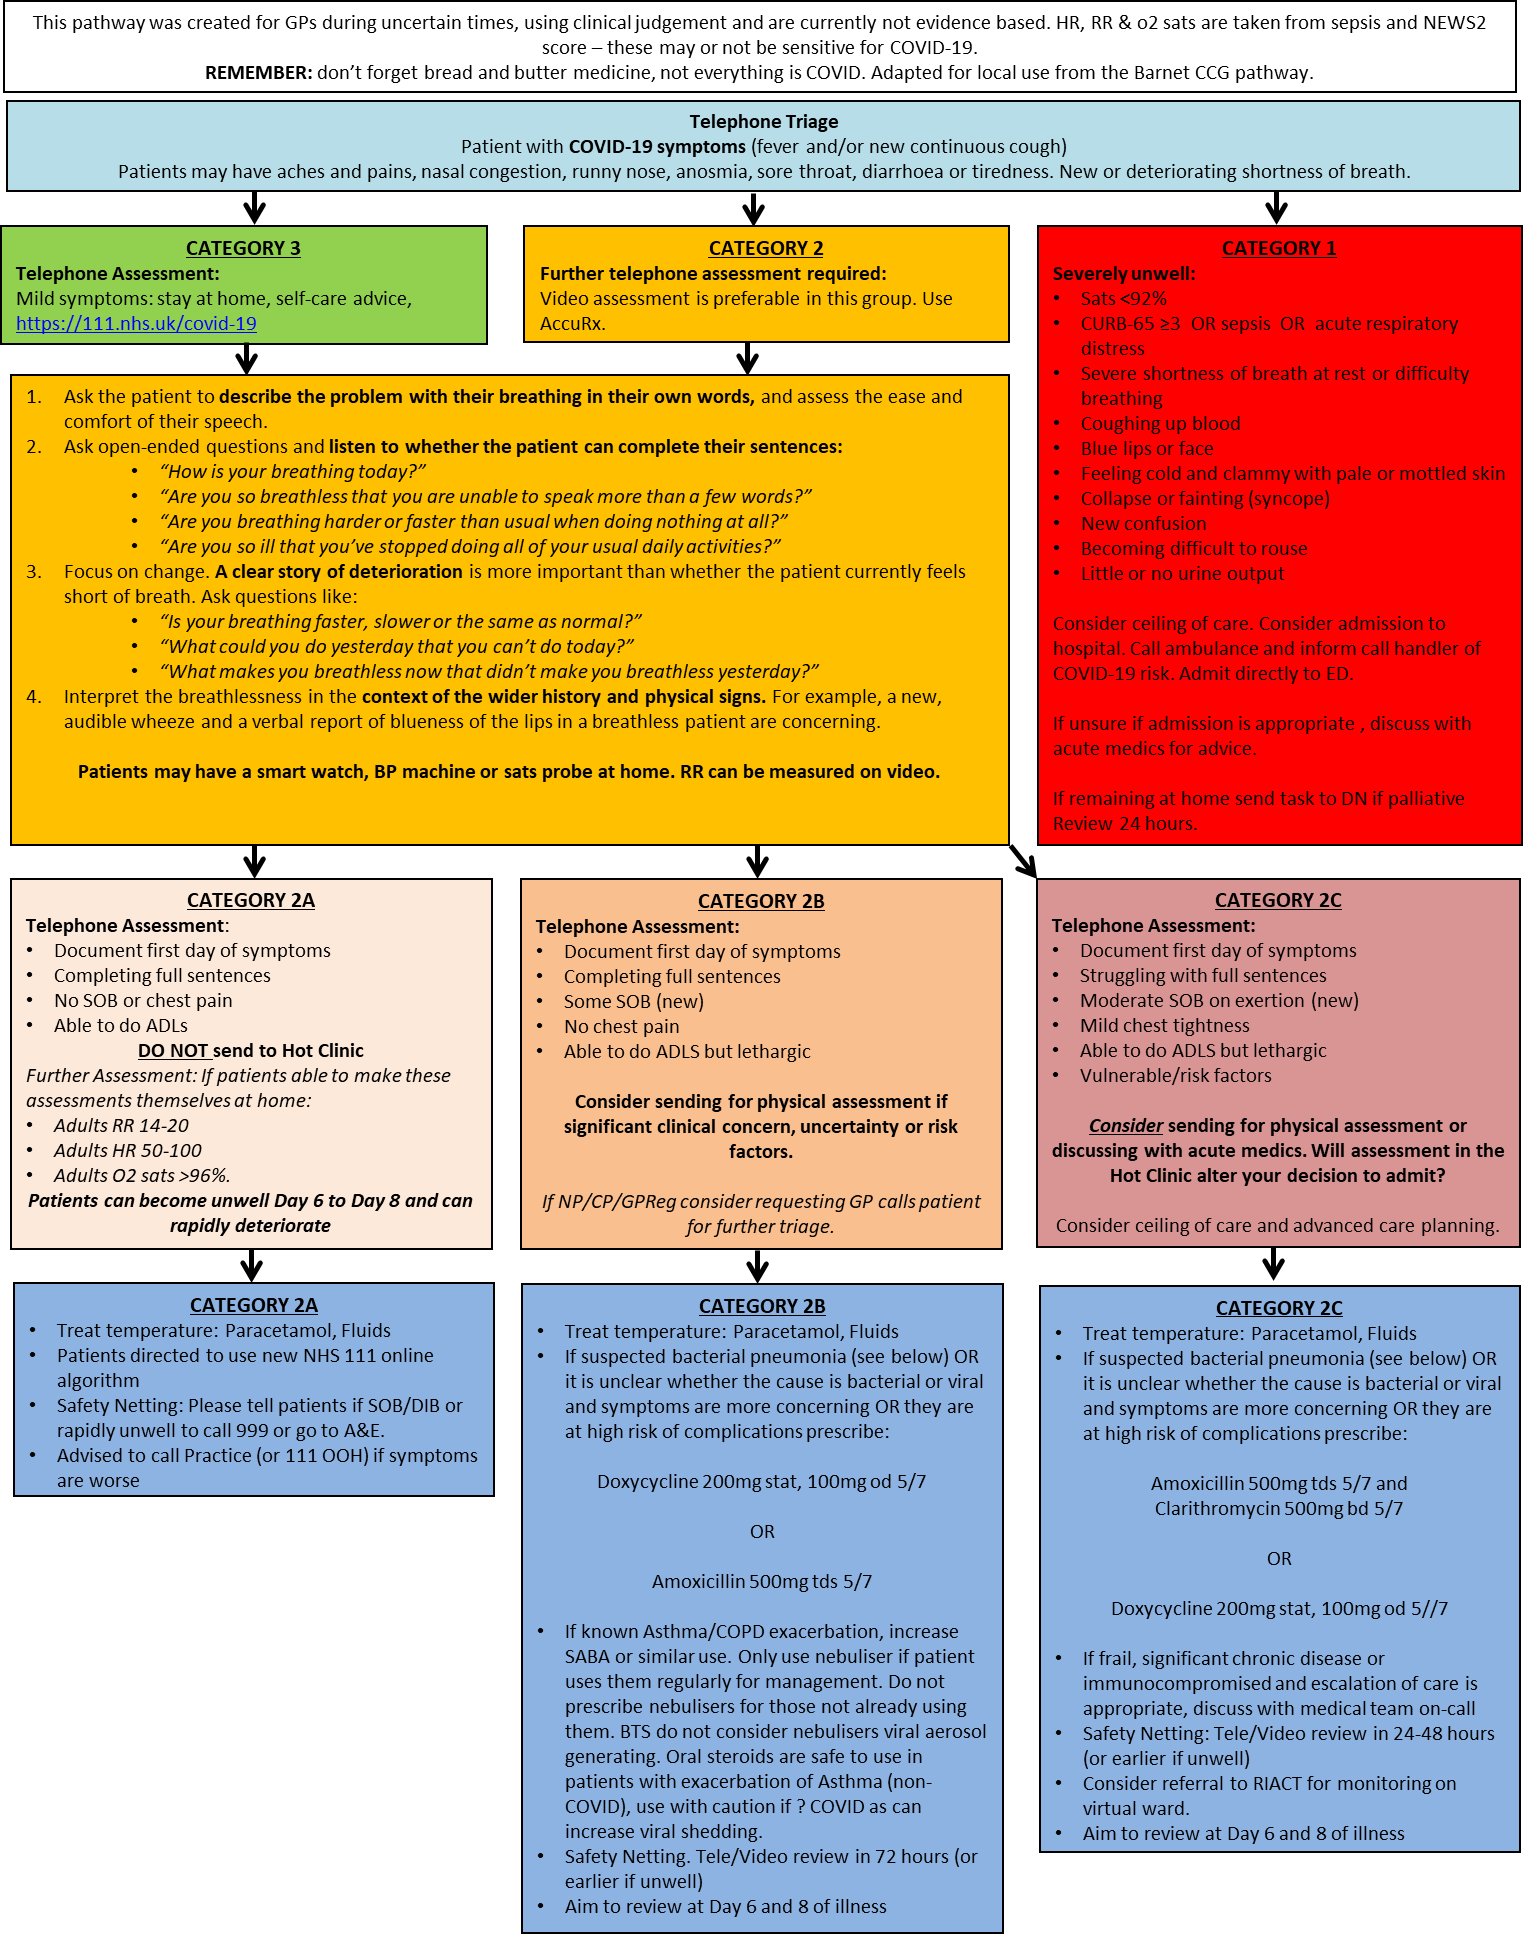 This pathway was created for GPs during uncertain times, using clinical judgement and are currently not evidence based. HR, RR & o2 sats are taken from sepsis and NEWS2
score – these may or not be sensitive for COVID-19.
REMEMBER: don't forget bread and butter medicine, not everything is COVID. Adapted for local use from the Barnet CCG pathway.
Telephone Triage
Patient with COVID-19 symptoms (fever and/or new continuous cough)
Patients may have aches and pains, nasal congestion, runny nose, anosmia, sore throat, diarrhoea or tiredness. New or deteriorating shortness of breath.
CATEGORY 3
Telephone Assessment:
Mild symptoms: stay at home, self-care advice,
https://111.nhs.uk/covid-19
CATEGORY 2
Further telephone assessment required:
Video assessment is preferable in this group. Use
AccuRx.
CATEGORY 1
Severely unwell:
• Sats <92%
• CURB-65 ≥3 OR sepsis OR acute respiratory
distress
• Severe shortness of breath at rest or difficulty
breathing
• Coughing up blood
• Blue lips or face
• Feeling cold and clammy with pale or mottled skin
• Collapse or fainting (syncope)
• New confusion
• Becoming difficult to rouse
• Little or no urine output
Consider ceiling of care. Consider admission to
hospital. Call ambulance and inform call handler of
COVID-19 risk. Admit directly to ED.
If unsure if admission is appropriate , discuss with
acute medics for advice.
If remaining at home send task to DN if palliative
Review 24 hours.
1. Ask the patient to describe the problem with their breathing in their own words, and assess the ease and
comfort of their speech.
2. Ask open-ended questions and listen to whether the patient can complete their sentences:
• "How is your breathing today?"
• "Are you so breathless that you are unable to speak more than a few words?"
• "Are you breathing harder or faster than usual when doing nothing at all?"
• "Are you so ill that you've stopped doing all of your usual daily activities?"
3. Focus on change. A clear story of deterioration is more important than whether the patient currently feels
short of breath. Ask questions like:
• "Is your breathing faster, slower or the same as normal?"
• "What could you do yesterday that you can't do today?"
• "What makes you breathless now that didn't make you breathless yesterday?"
4. Interpret the breathlessness in the context of the wider history and physical signs. For example, a new,
audible wheeze and a verbal report of blueness of the lips in a breathless patient are concerning.
Patients may have a smart watch, BP machine or sats probe at home. RR can be measured on video.
CATEGORY 2A
Telephone Assessment:
• Document first day of symptoms
• Completing full sentences
• No SOB or chest pain
• Able to do ADLs
DO NOT send to Hot Clinic
Further Assessment: If patients able to make these
assessments themselves at home:
• Adults RR 14-20
• Adults HR 50-100
• Adults O2 sats >96%.
Patients can become unwell Day 6 to Day 8 and can
rapidly deteriorate
CATEGORY 2B
Telephone Assessment:
• Document first day of symptoms
• Completing full sentences
• Some SOB (new)
• No chest pain
• Able to do ADLS but lethargic
Consider sending for physical assessment if
significant clinical concern, uncertainty or risk
factors.
If NP/CP/GPReg consider requesting GP calls patient
for further triage.
CATEGORY 2C
Telephone Assessment:
• Document first day of symptoms
• Struggling with full sentences
• Moderate SOB on exertion (new)
• Mild chest tightness
• Able to do ADLS but lethargic
• Vulnerable/risk factors
Consider sending for physical assessment or
discussing with acute medics. Will assessment in the
Hot Clinic alter your decision to admit?
Consider ceiling of care and advanced care planning.
CATEGORY 2A
• Treat temperature: Paracetamol, Fluids
• Patients directed to use new NHS 111 online
algorithm
• Safety Netting: Please tell patients if SOB/DIB or
rapidly unwell to call 999 or go to A&E.
• Advised to call Practice (or 111 OOH) if symptoms
are worse
CATEGORY 2B
• Treat temperature: Paracetamol, Fluids
• If suspected bacterial pneumonia (see below) OR
it is unclear whether the cause is bacterial or viral
and symptoms are more concerning OR they are
at high risk of complications prescribe:
Doxycycline 200mg stat, 100mg od 5/7
OR
Amoxicillin 500mg tds 5/7
• If known Asthma/COPD exacerbation, increase
SABA or similar use. Only use nebuliser if patient
uses them regularly for management. Do not
prescribe nebulisers for those not already using
them. BTS do not consider nebulisers viral aerosol
generating. Oral steroids are safe to use in
patients with exacerbation of Asthma (non-
COVID), use with caution if ? COVID as can
increase viral shedding.
• Safety Netting. Tele/Video review in 72 hours (or
earlier if unwell)
• Aim to review at Day 6 and 8 of illness
CATEGORY 2C
• Treat temperature: Paracetamol, Fluids
• If suspected bacterial pneumonia (see below) OR
it is unclear whether the cause is bacterial or viral
and symptoms are more concerning OR they are
at high risk of complications prescribe:
Amoxicillin 500mg tds 5/7 and
Clarithromycin 500mg bd 5/7
OR
Doxycycline 200mg stat, 100mg od 5//7
• If frail, significant chronic disease or
immunocompromised and escalation of care is
appropriate, discuss with medical team on-call
• Safety Netting: Tele/Video review in 24-48 hours
(or earlier if unwell)
• Consider referral to RIACT for monitoring on
virtual ward.
• Aim to review at Day 6 and 8 of illness